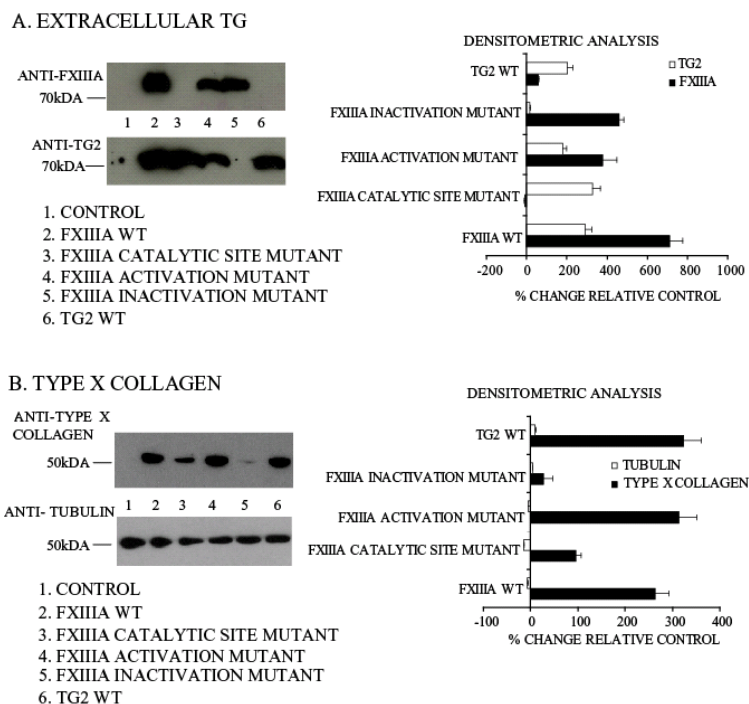 A. EXTRACELLULAR TG
ANTI-FXIIIA
70kDA
1 2 3 4 5 6
ANTI-TG2
70kDA
1. CONTROL
2. FXIIIA WT
3. FXIIIA CATALYTIC SITE MUTANT
4. FXIIIA ACTIVATION MUTANT
5. FXIIIA INACTIVATION MUTANT
6. TG2 WT
DENSITOMETRIC ANALYSIS
TG2
FXIIIA
TG2 WT
FXIIIA INACTIVATION MUTANT
FXIIIA ACTIVATION MUTANT
FXIIIA CATALYTIC SITE MUTANT
FXIIIA WT
-200 0 200 400 600 800 1000
% CHANGE RELATIVE CONTROL
B. TYPE X COLLAGEN
ANTI-TYPE X
COLLAGEN
50kDA
1 2 3 4 5 6
ANTI- TUBULIN
50kDA
1. CONTROL
2. FXIIIA WT
3. FXIIIA CATALYTIC SITE MUTANT
4. FXIIIA ACTIVATION MUTANT
5. FXIIIA INACTIVATION MUTANT
6. TG2 WT
DENSITOMETRIC ANALYSIS
TG2 WT
TUBULIN
TYPE X COLLAGEN
FXIIIA INACTIVATION MUTANT
FXIIIA ACTIVATION MUTANT
FXIIIA CATALYTIC SITE MUTANT
FXIIIA WT
-100 0 100 200 300 400
% CHANGE RELATIVE CONTROL